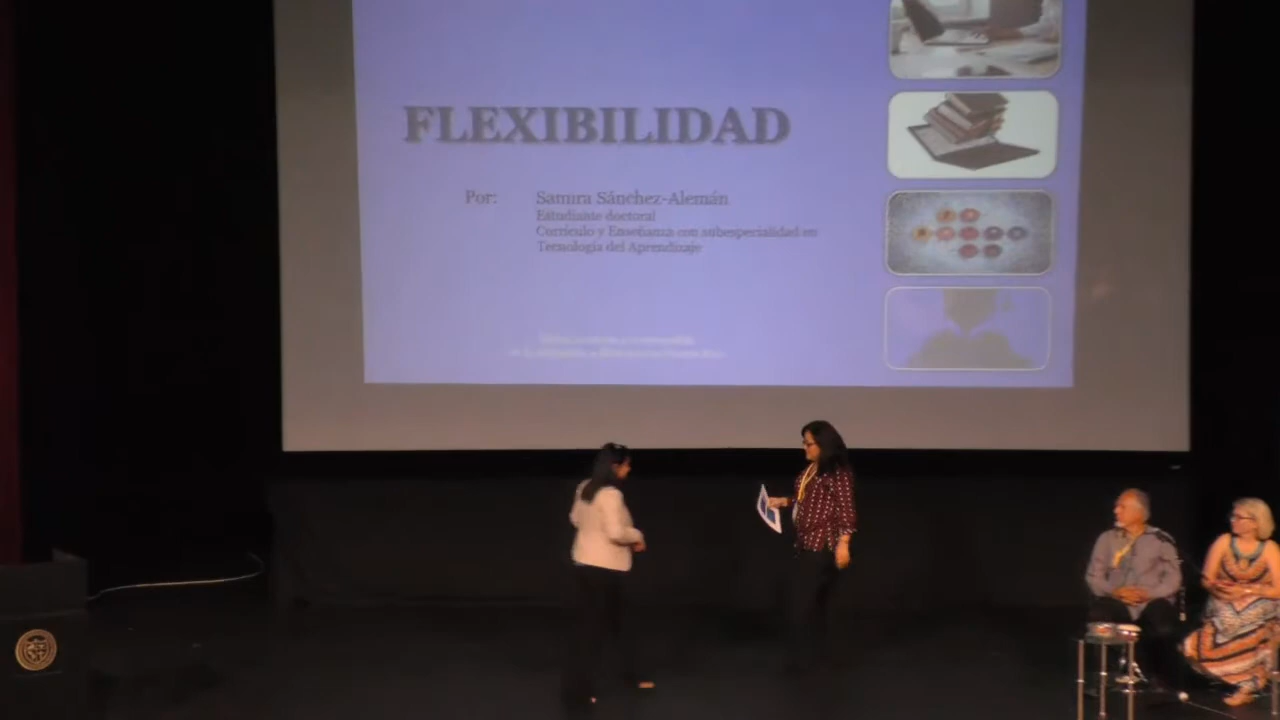 FLEXIBILIDAD
Por: Samira Sánchez-Alemán
Estudiante doctoral
Currículo y Enseñanza con subespecialidad en
Tecnología del Aprendizaje